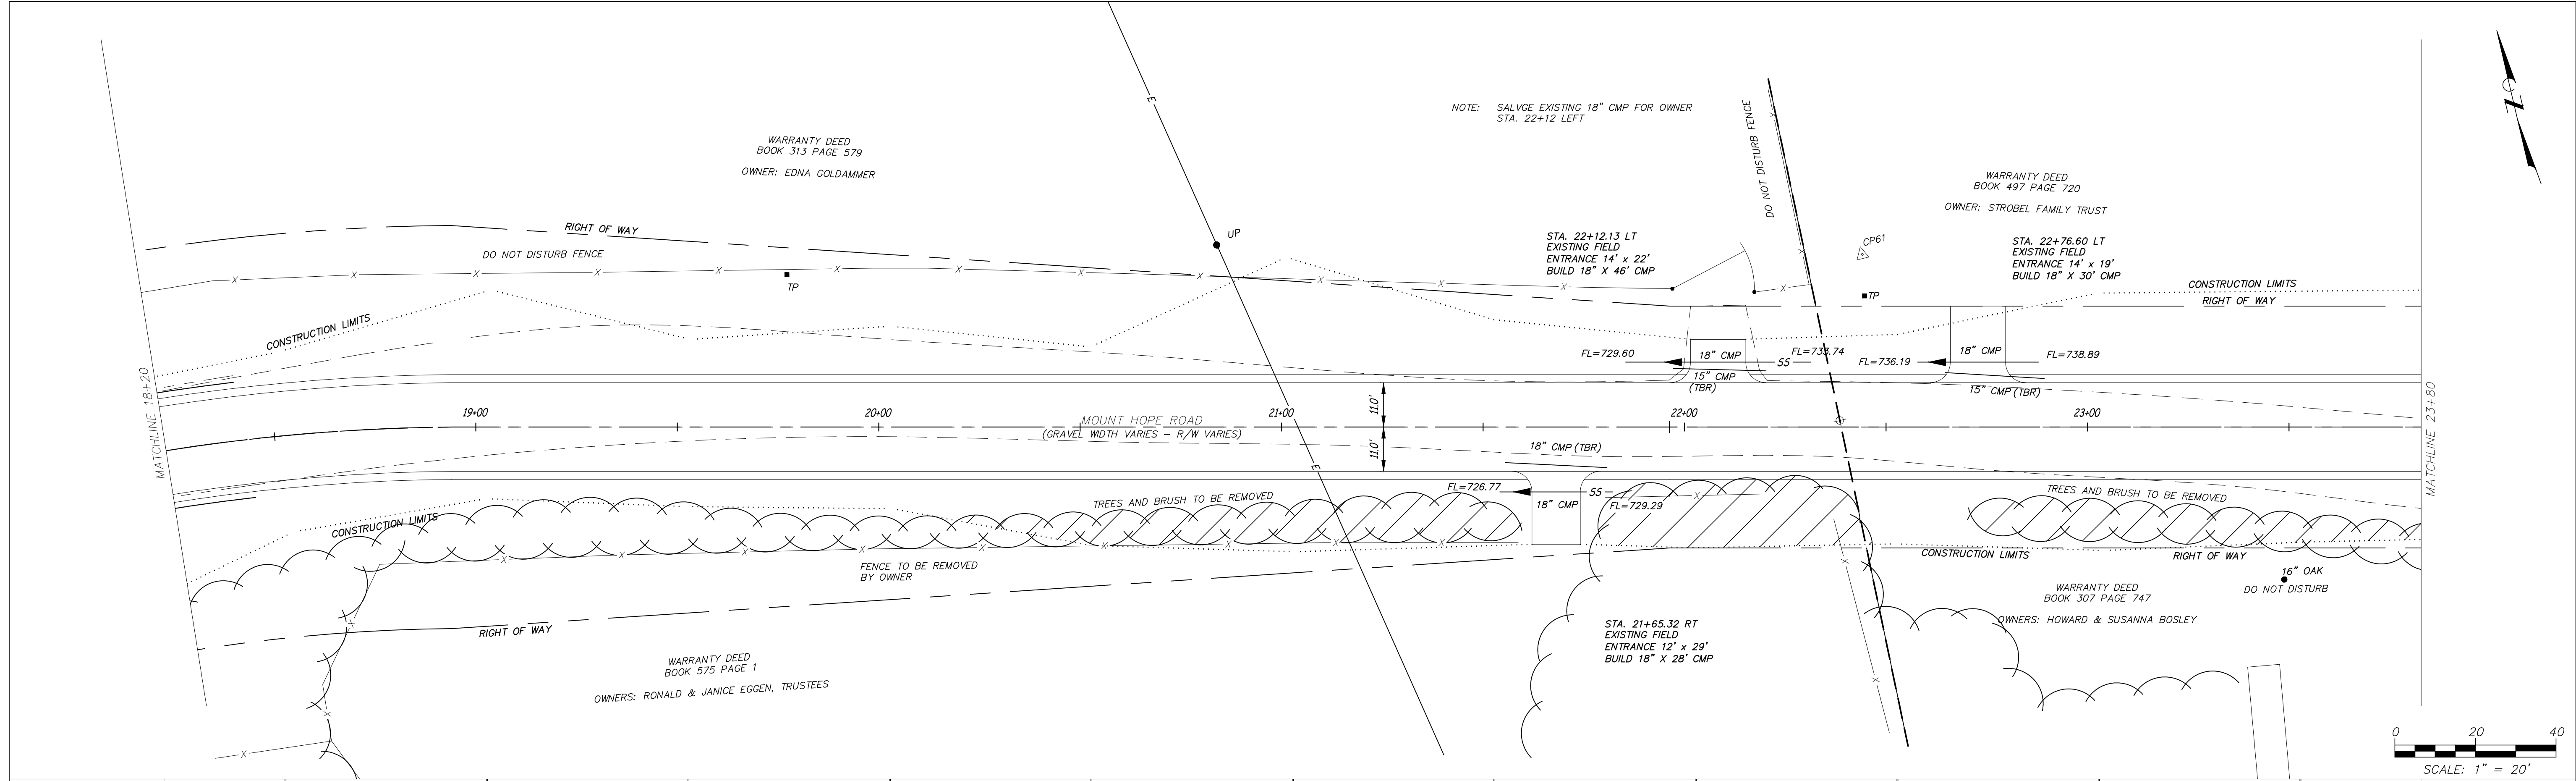 NOTE: SALVGE EXISTING 18" CMP FOR OWNER
STA. 22+12 LEFT
WARRANTY DEED
BOOK 313 PAGE 579
OWNER: EDNA GOLDAMMER
E
DO NOT DISTURB FENCE
WARRANTY DEED
BOOK 497 PAGE 720
OWNER: STROBEL FAMILY TRUST
RIGHT OF WAY
DO NOT DISTURB FENCE
UP
TP
STA. 22+12.13 LT
EXISTING FIELD
ENTRANCE 14' x 22'
BUILD 18" X 46' CMP
CP61
TP
STA. 22+76.60 LT
EXISTING FIELD
ENTRANCE 14' x 19'
BUILD 18" X 30' CMP
CONSTRUCTION LIMITS
RIGHT OF WAY
CONSTRUCTION LIMITS
FL=729.60
18" CMP
SS
FL=733.74
FL=736.19
18" CMP
FL=738.89
15" CMP
(TBR)
15" CMP (TBR)
MATCHLINE 18+20
19+00
20+00
21+00
22+00
23+00
11.0'
11.0'
MOUNT HOPE ROAD
(GRAVEL WIDTH VARIES - R/W VARIES)
MATCHLINE 23+80
18" CMP (TBR)
E
FL=726.77
SS
18" CMP
FL=729.29
TREES AND BRUSH TO BE REMOVED
TREES AND BRUSH TO BE REMOVED
CONSTRUCTION LIMITS
FENCE TO BE REMOVED
BY OWNER
CONSTRUCTION LIMITS
RIGHT OF WAY
16" OAK
DO NOT DISTURB
WARRANTY DEED
BOOK 307 PAGE 747
OWNERS: HOWARD & SUSANNA BOSLEY
RIGHT OF WAY
STA. 21+65.32 RT
EXISTING FIELD
ENTRANCE 12' x 29'
BUILD 18" X 28' CMP
WARRANTY DEED
BOOK 575 PAGE 1
OWNERS: RONALD & JANICE EGGEN, TRUSTEES
0 20 40
SCALE: 1" = 20'